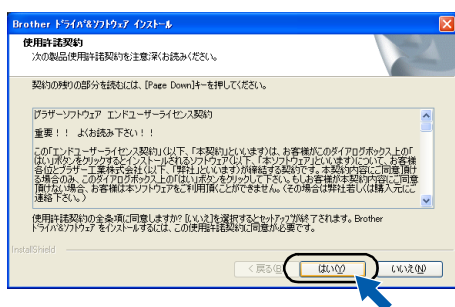 Brother ドライバ&ソフトウェア インストール
使用許諾契約
次の製品使用許諾契約を注意深くお読みください。
契約の残りの部分を読むには、[Page Down]キーを押してください。
ブラザーソフトウェア エンドユーザーライセンス契約
重要!! よくお読み下さい!!
この「エンドユーザーライセンス契約」(以下、「本契約」といいます)は、お客様がこのダイアログボックス上の「
はい」ボタンをクリックするとインストールされるソフトウェア(以下、「本ソフトウェア」といいます)について、お客様
各位とブラザー工業株式会社(以下、「弊社」といいます)が締結する契約です。本契約内容にご同意頂け
る場合のみ、このダイアログボックス上の「はい」ボタンをクリックして下さい。もしお客様が本契約内容にご同意
頂けない場合、お客様は本ソフトウェアをご利用頂くことができません。(その場合は弊社若しくは購入元にご
連絡下さい。)
使用許諾契約の全条項に同意しますか? [いいえ]を選択するとセットアップが終了されます。Brother
ドライバ&ソフトウェア をインストールするには、この使用許諾契約に同意が必要です。
InstallShield
< 戻る(B)
はい(Y)
いいえ(N)